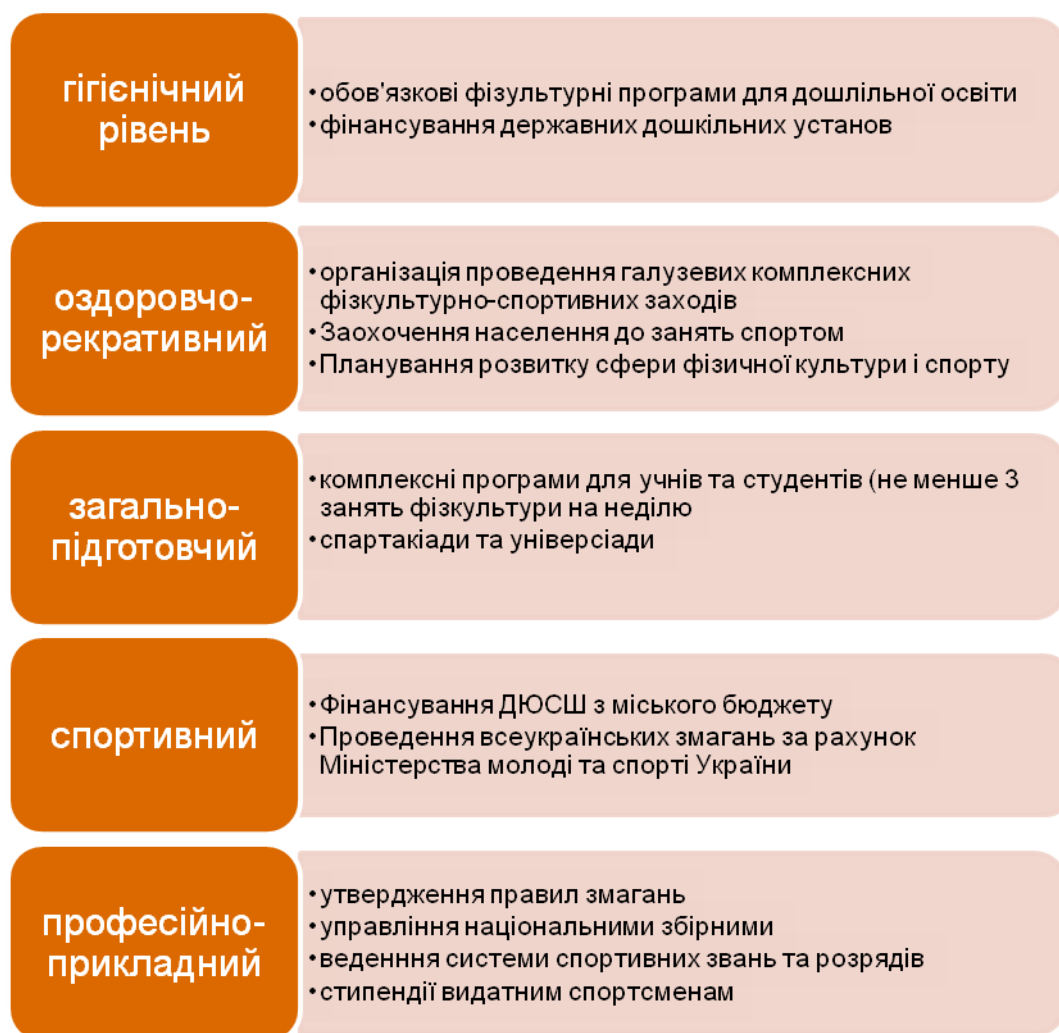 гігієнічний
рівень
•обов'язкові фізультурні програми для дошлільної освіти
•фінансування державних дошкільних установ
оздоровчо-
рекративний
•організація проведення галузевих комплексних
фізкультурно-спортивних заходів
•Заохочення населення до занять спортом
•Планування розвитку сфери фізичної культури і спорту
загально-
підготовчий
•комплексні програми для учнів та студентів (не менше 3
занять фізкультури на неділю
•спартакіади та універсіади
спортивний
•Фінансування ДЮСШ з міського бюджету
•Проведення всеукраїнських змагань за рахунок
Міністерства молоді та спорті України
професійно-
прикладний
•утвердження правил змагань
•управління національними збірними
•веденння системи спортивних звань та розрядів
•стипендії видатним спортсменам